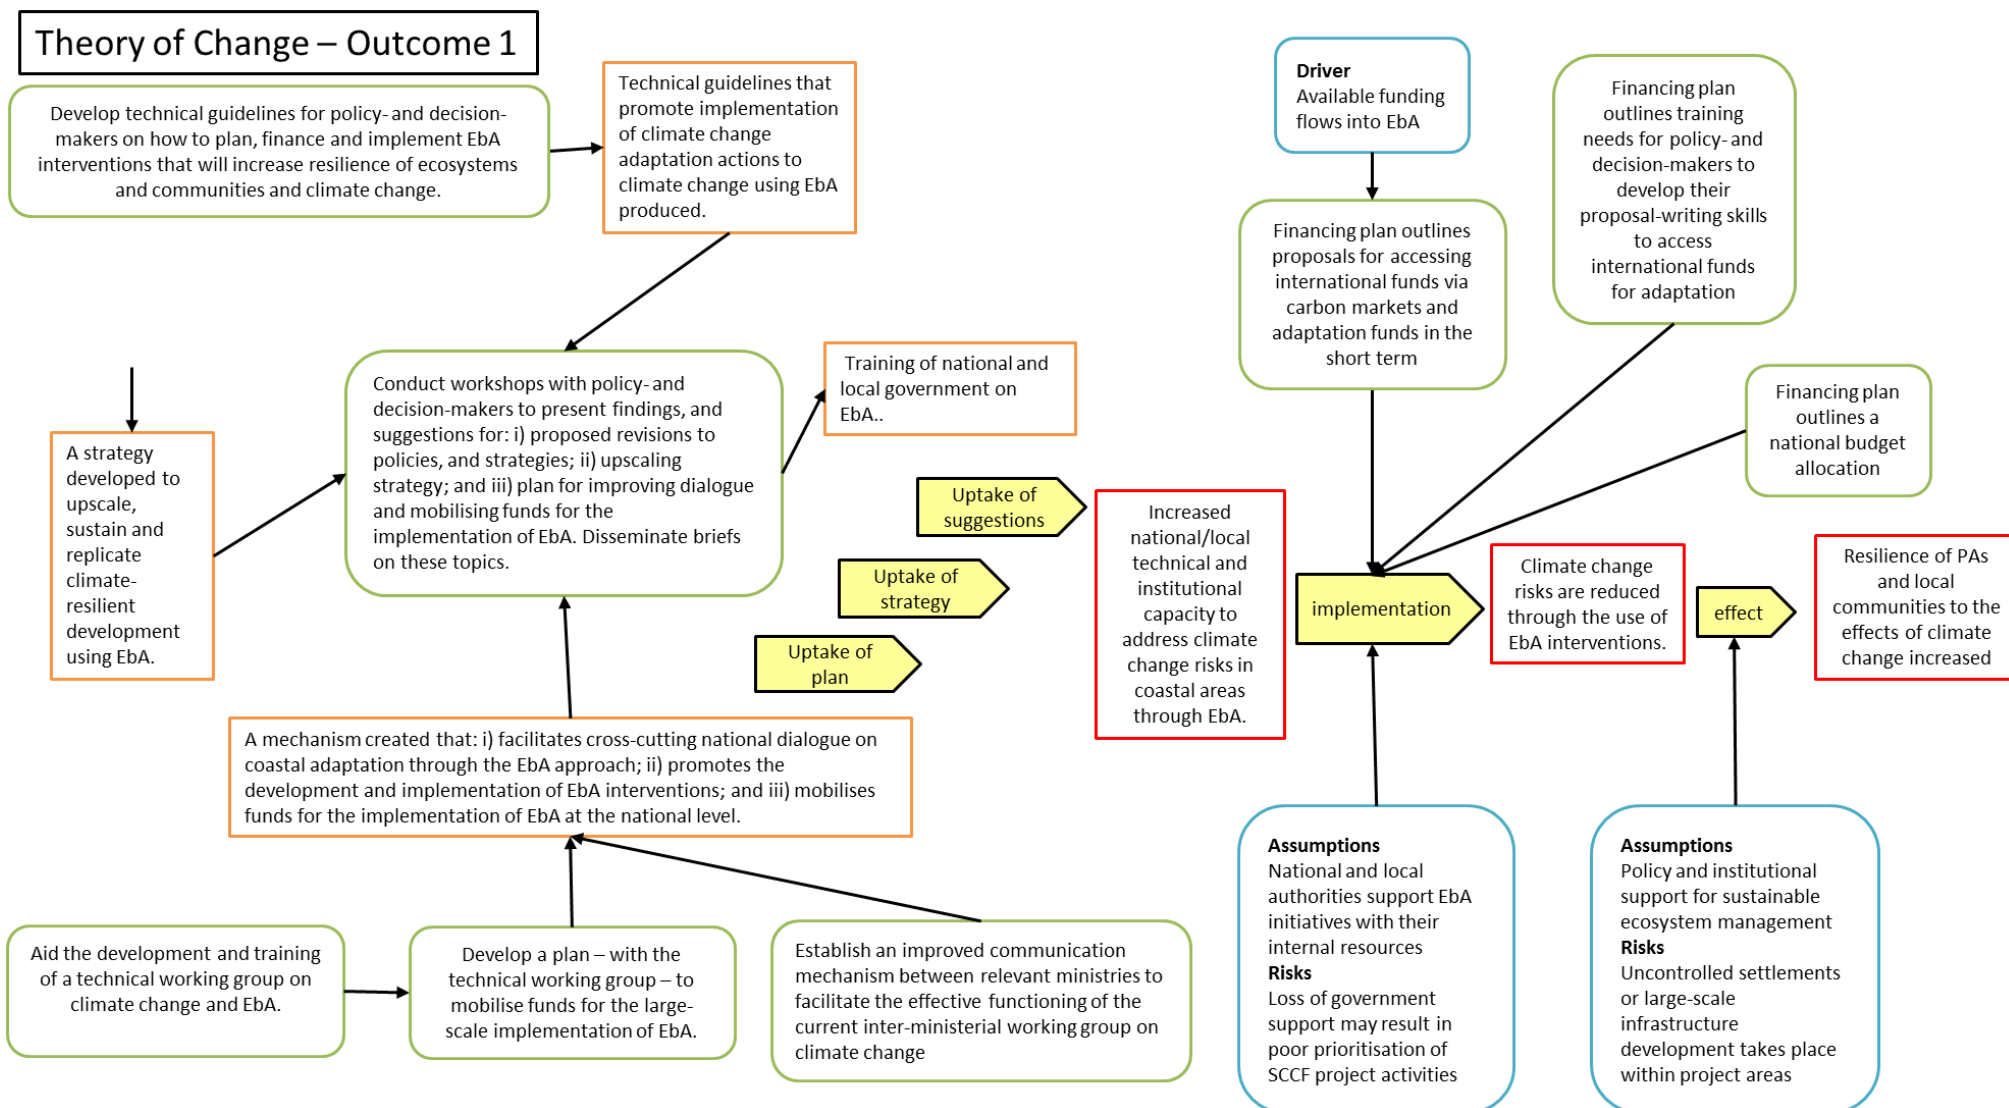 Theory of Change – Outcome 1
Develop technical guidelines for policy- and decision-
makers on how to plan, finance and implement EbA
interventions that will increase resilience of ecosystems
and communities and climate change.
Technical guidelines that
promote implementation
of climate change
adaptation actions to
climate change using EbA
produced.
Driver
Available funding
flows into EbA
Financing plan
outlines training
needs for policy- and
decision-makers to
develop their
proposal-writing skills
to access
international funds
for adaptation
Financing plan outlines
proposals for accessing
international funds via
carbon markets and
adaptation funds in the
short term
Financing plan
outlines a
national budget
allocation
A strategy
developed to
upscale,
sustain and
replicate
climate-
resilient
development
using EbA.
Conduct workshops with policy- and
decision-makers to present findings, and
suggestions for: i) proposed revisions to
policies, and strategies; ii) upscaling
strategy; and iii) plan for improving dialogue
and mobilising funds for the
implementation of EbA. Disseminate briefs
on these topics.
Training of national and
local government on
EbA..
Uptake of
suggestions
Uptake of
strategy
Uptake of
plan
Increased
national/local
technical and
institutional
capacity to
address climate
change risks in
coastal areas
through EbA.
implementation
Climate change
risks are reduced
through the use of
EbA interventions.
effect
Resilience of PAs
and local
communities to the
effects of climate
change increased
A mechanism created that: i) facilitates cross-cutting national dialogue on
coastal adaptation through the EbA approach; ii) promotes the
development and implementation of EbA interventions; and iii) mobilises
funds for the implementation of EbA at the national level.
Aid the development and training
of a technical working group on
climate change and EbA.
Develop a plan – with the
technical working group – to
mobilise funds for the large-
scale implementation of EbA.
Establish an improved communication
mechanism between relevant ministries to
facilitate the effective functioning of the
current inter-ministerial working group on
climate change
Assumptions
National and local
authorities support EbA
initiatives with their
internal resources
Risks
Loss of government
support may result in
poor prioritisation of
SCCF project activities
Assumptions
Policy and institutional
support for sustainable
ecosystem management
Risks
Uncontrolled settlements
or large-scale
infrastructure
development takes place
within project areas